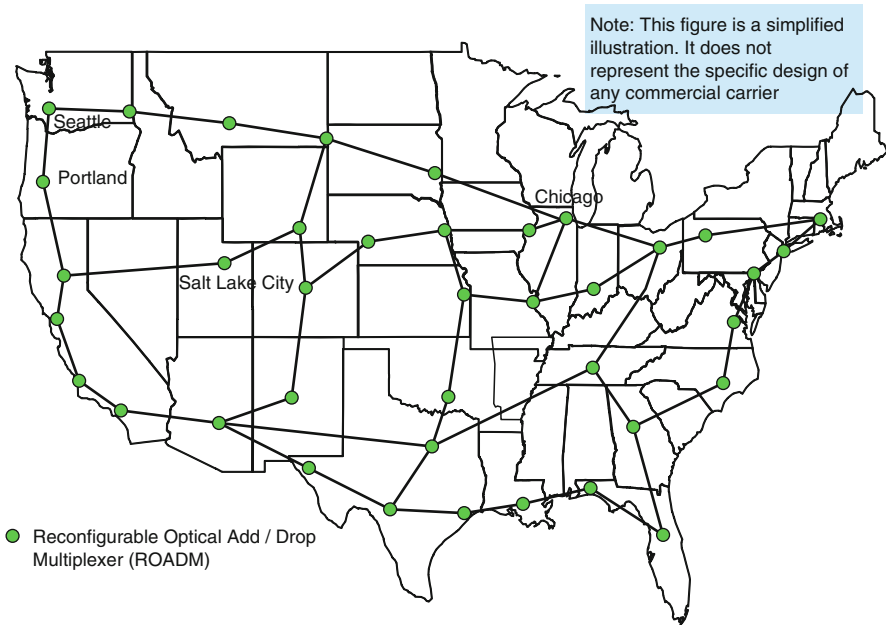 Note: This figure is a simplified
illustration. It does not
represent the specific design of
any commercial carrier
Seattle
Portland
Chicago
Salt Lake City
Reconfigurable Optical Add / Drop
Multiplexer (ROADM)